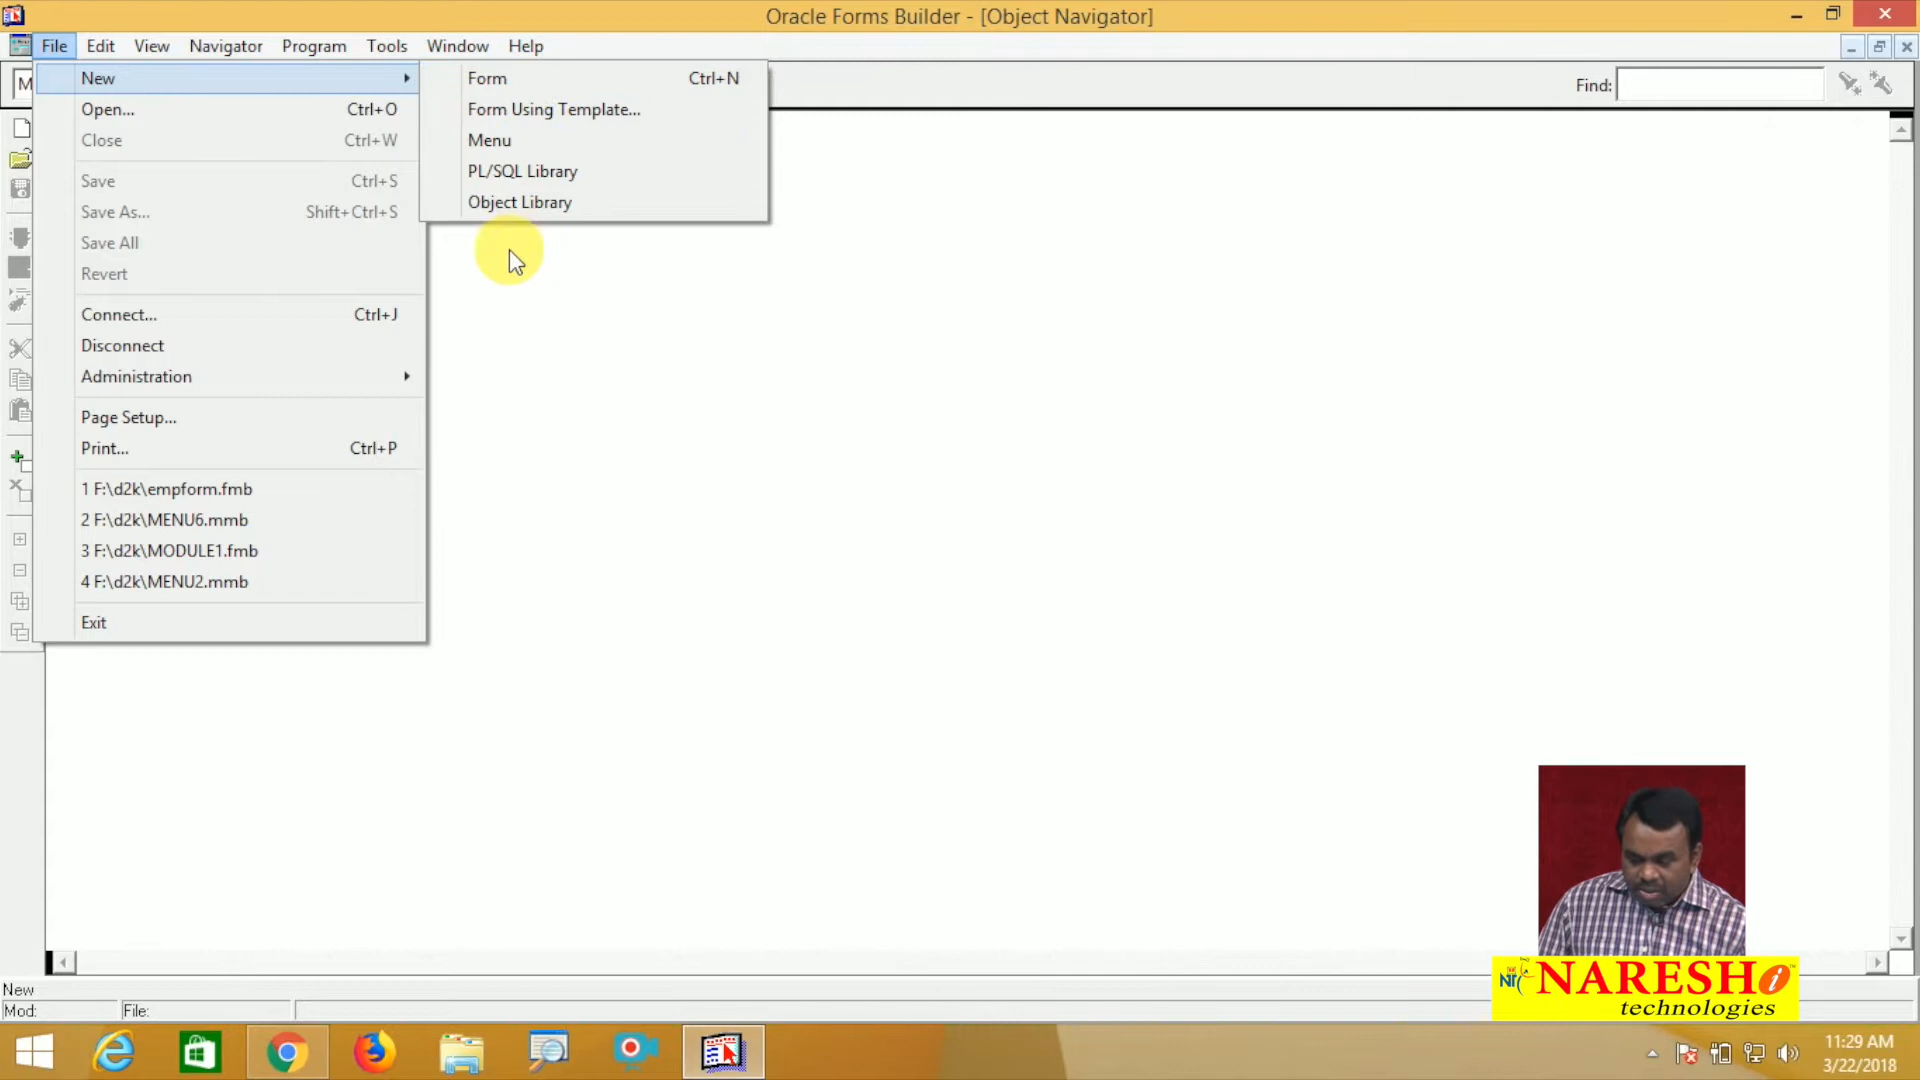 Oracle Forms Builder - [Object Navigator]
File Edit View Navigator Program Tools Window Help
New
Form Ctrl+N
M
Find:
Open... Ctrl+O
Form Using Template...
Close Ctrl+W
Menu
Save Ctrl+S
PL/SQL Library
Save As... Shift+Ctrl+S
Object Library
Save All
Revert
Connect... Ctrl+J
Disconnect
Administration
Page Setup...
Print... Ctrl+P
1 F:\d2k\empform.fmb
2 F:\d2k\MENU6.mmb
3 F:\d2k\MODULE1.fmb
4 F:\d2k\MENU2.mmb
Exit
NARESH i
technologies
New
Mod: File:
11:29 AM
3/22/2018